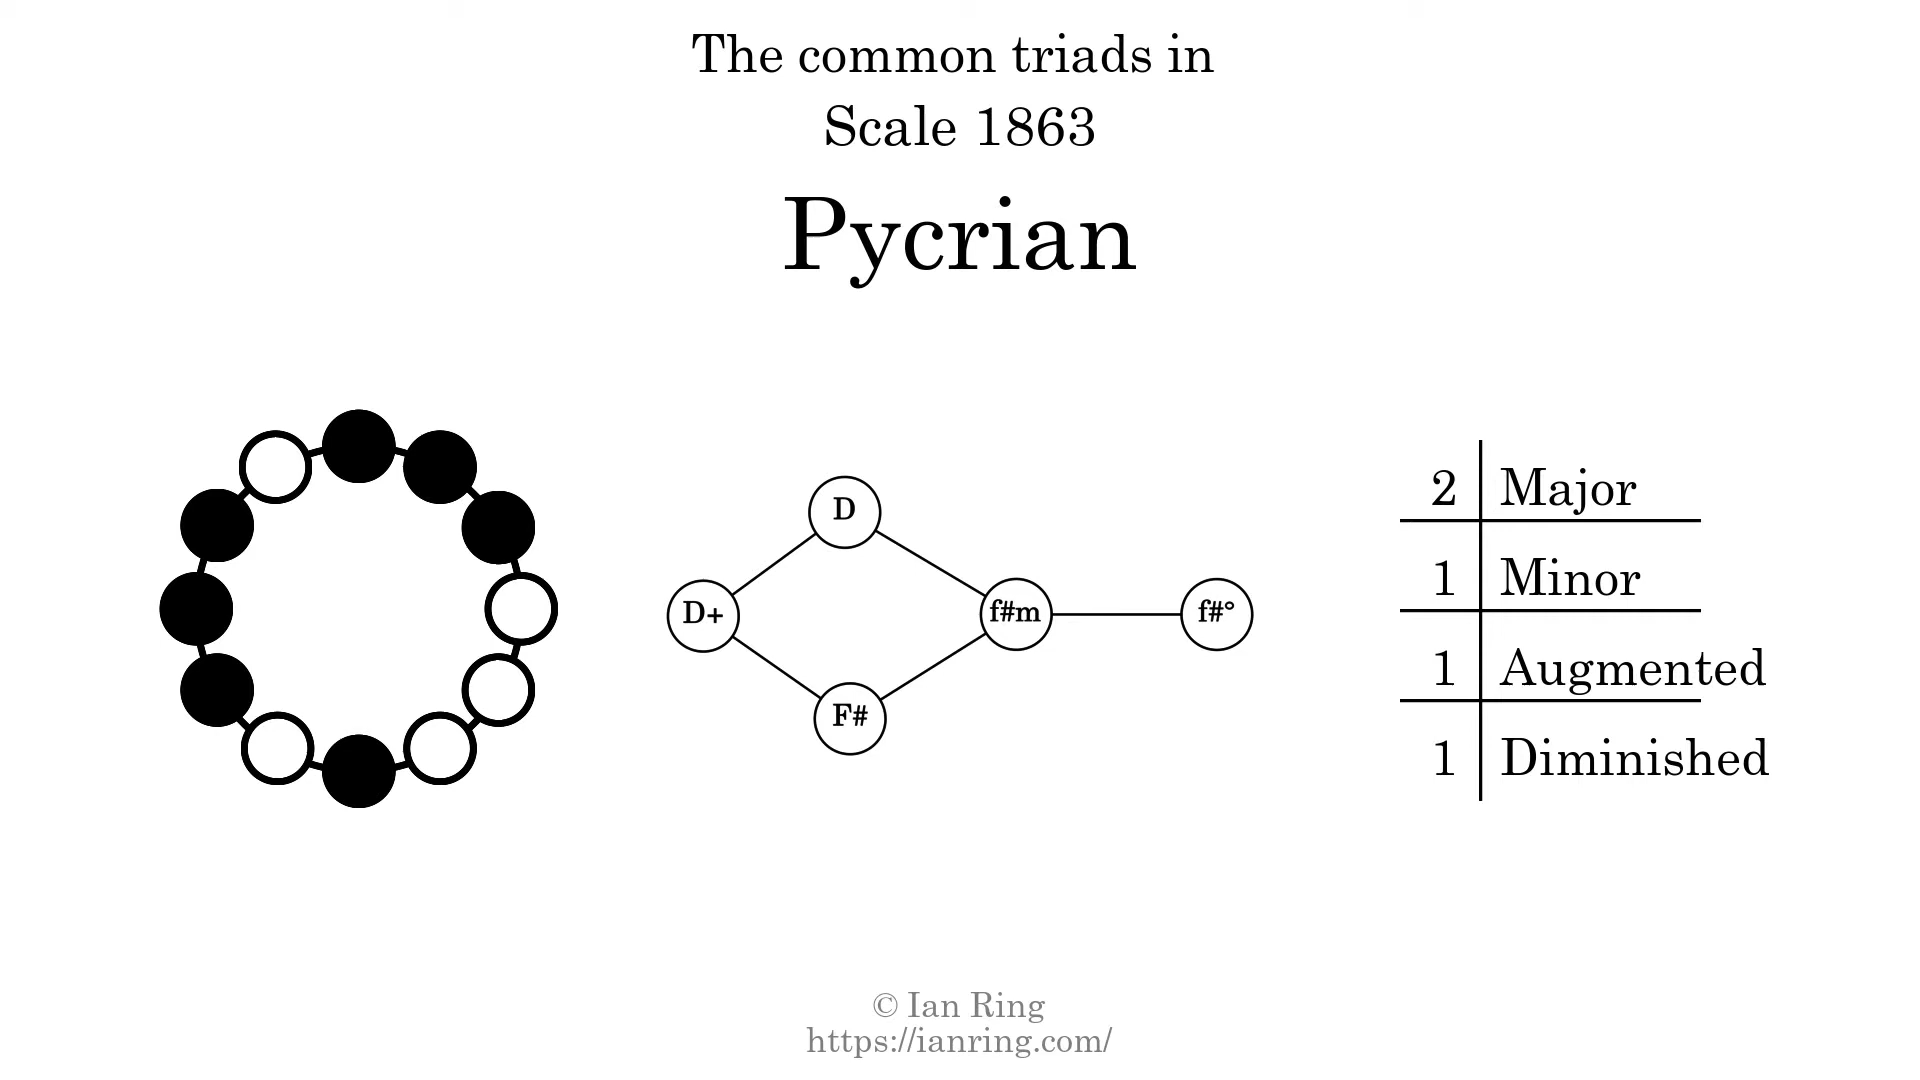 The common triads in
Scale 1863
Pycrian
D
D+
f#m
f#°
F#
2 Major
1 Minor
1 Augmented
1 Diminished
© Ian Ring
https://ianring.com/